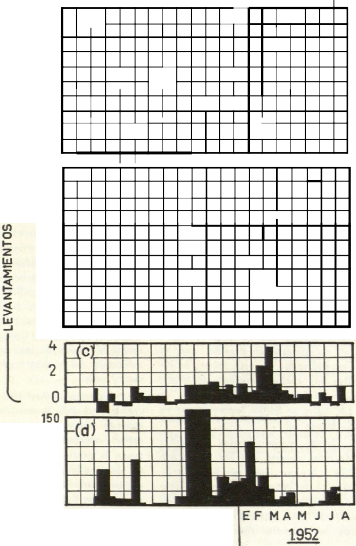 LEVANTAMIENTOS
4
(c)
2
0
150
(d)
E F M A M J J A
1952